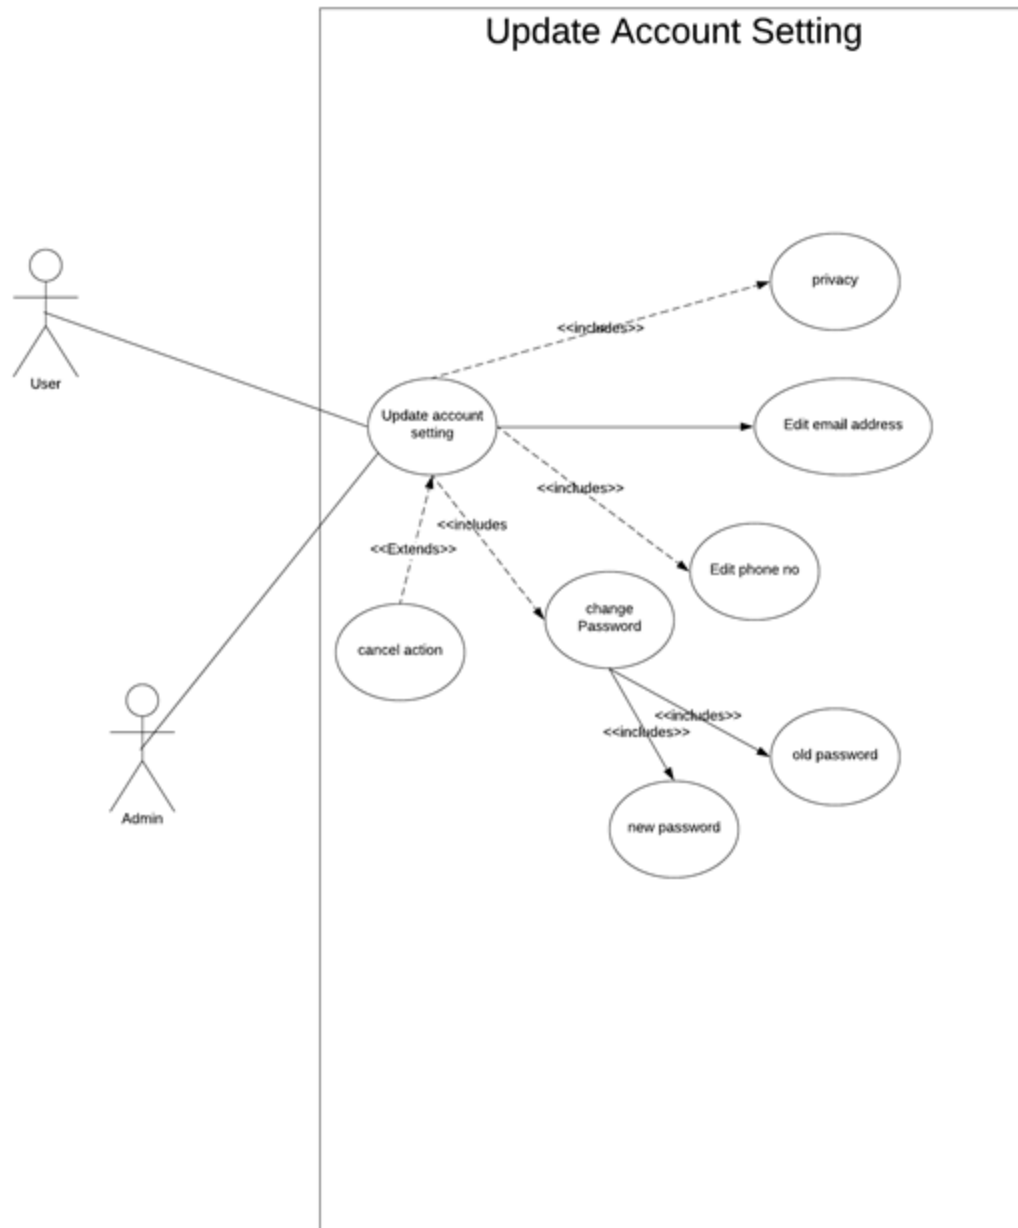 Update Account Setting
privacy
<<includes>>
User
Update account
setting
Edit email address
<<includes>>
<<includes
<<Extends>>
Edit phone no
change
Password
cancel action
<<includes>>
<<includes>>
old password
Admin
new password